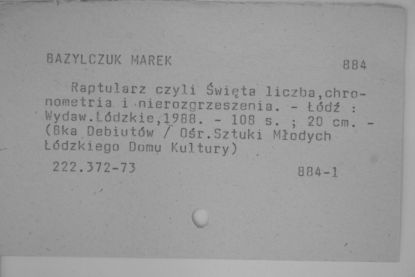 BAZYLCZUK MAREK 884
Raptularz czyli Święta liczba,chro-
nometria i nierozgrzeszenia. - Łódź :
Wydaw.Łódzkie,1988. - 108 s. ; 20 cm. -
(Bka Debiutów / Ośr.Sztuki Młodych
Łódzkiego Domu Kultury)
222.372-73 884-1